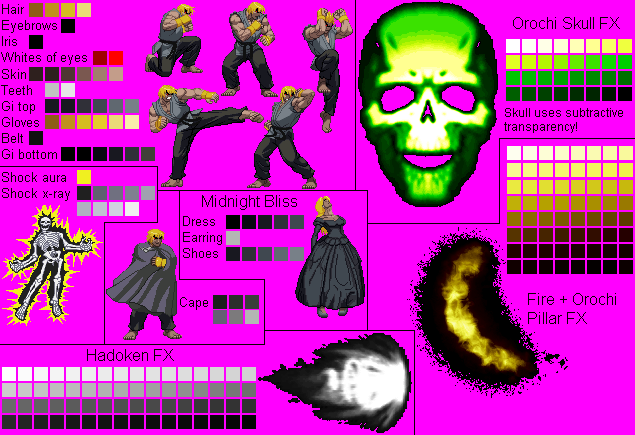 Hair
Eyebrows
Iris
Whites of eyes
Skin
Teeth
Gi top
Gloves
Belt
Gi bottom
Shock aura
Shock x-ray
Midnight Bliss
Dress
Earring
Shoes
Cape
Hadoken FX
Orochi Skull FX
Skull uses subtractive
transparency!
Fire + Orochi
Pillar FX